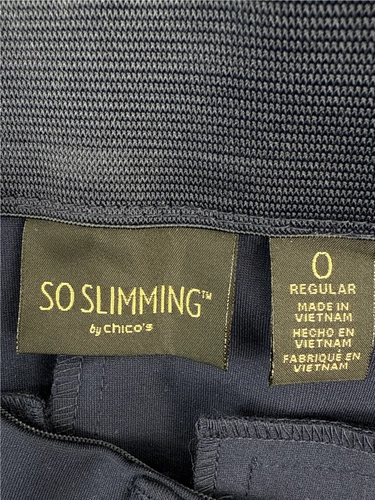 SO SLIMMING™
by chico's
0
REGULAR
MADE IN
VIETNAM
HECHO EN
VIETNAM
FABRIQUÉ EN
VIETNAM